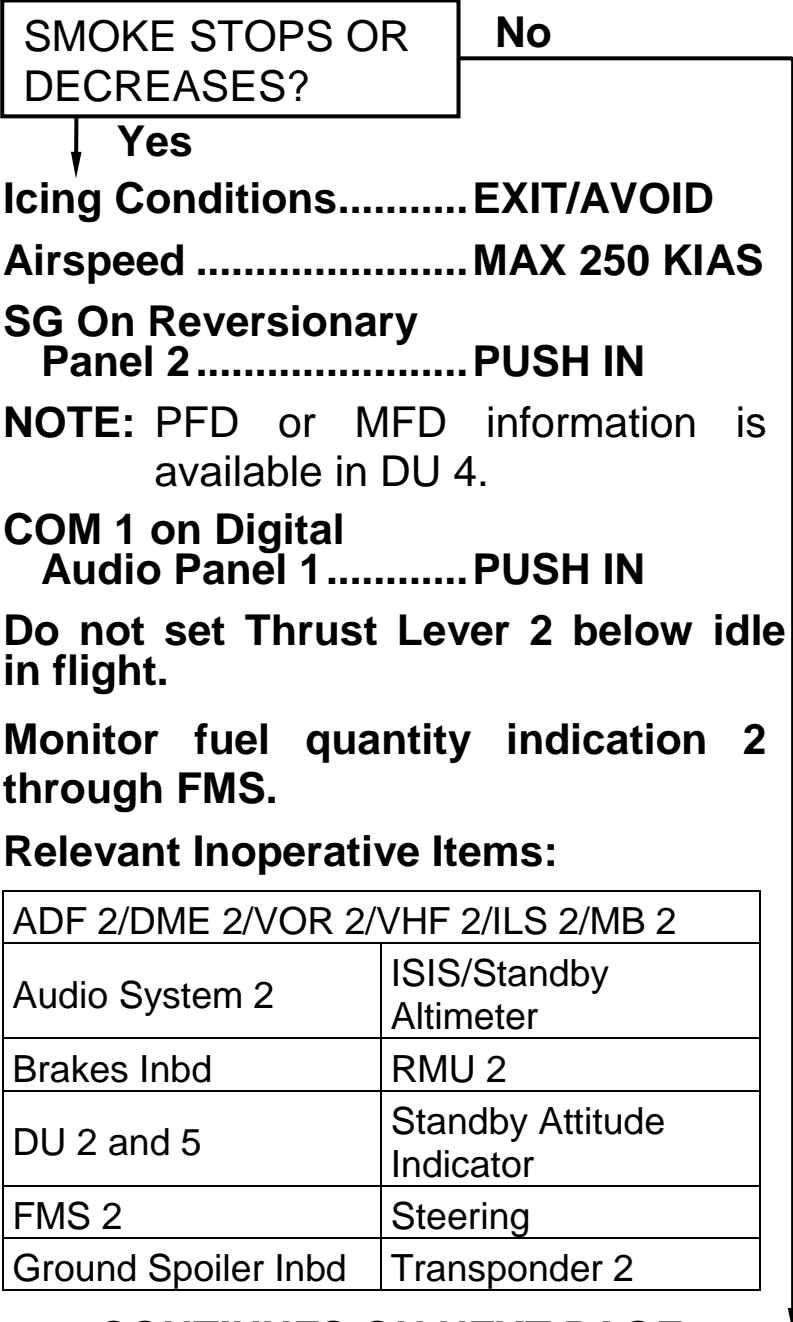 SMOKE STOPS OR
DECREASES?
No
Yes
Icing Conditions...........EXIT/AVOID
Airspeed .......................MAX 250 KIAS
SG On Reversionary
Panel 2.......................PUSH IN
NOTE: PFD or MFD information is
available in DU 4.
COM 1 on Digital
Audio Panel 1............PUSH IN
Do not set Thrust Lever 2 below idle
in flight.
Monitor fuel quantity indication 2
through FMS.
Relevant Inoperative Items:
ADF 2/DME 2/VOR 2/VHF 2/ILS 2/MB 2
Audio System 2
ISIS/Standby
Altimeter
Brakes Inbd
RMU 2
DU 2 and 5
Standby Attitude
Indicator
FMS 2
Steering
Ground Spoiler Inbd
Transponder 2